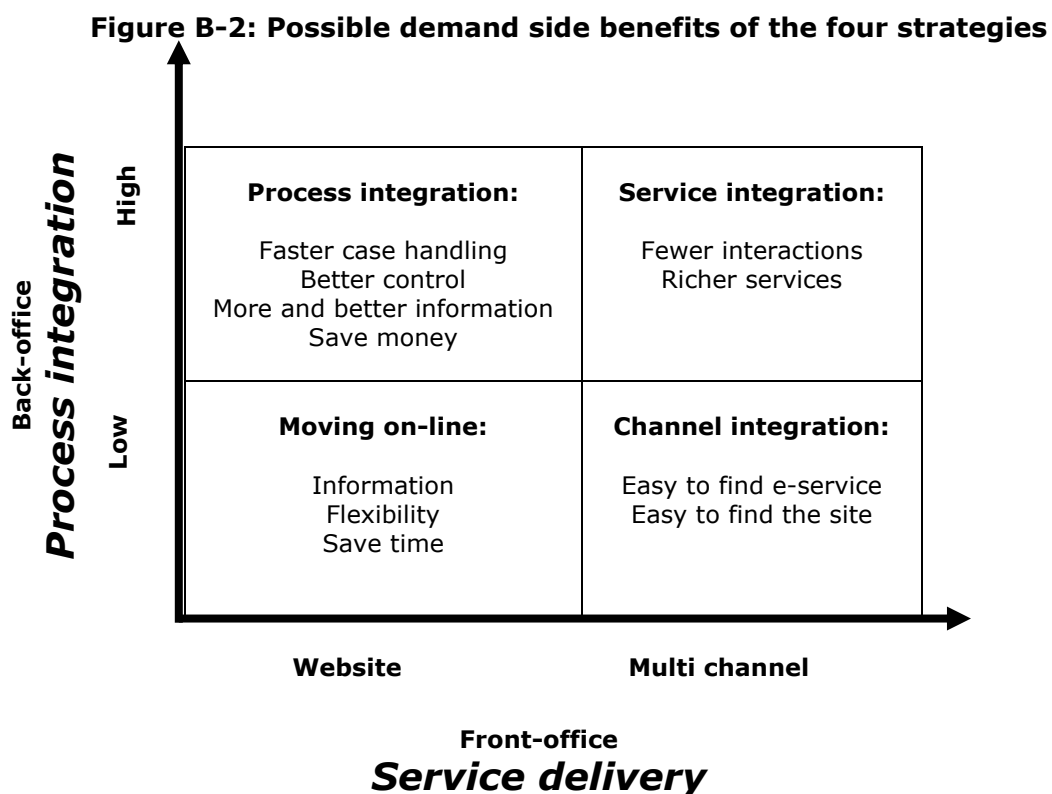 Figure B-2: Possible demand side benefits of the four strategies
Back-office
Process integration
High
Low
Process integration:
Faster case handling
Better control
More and better information
Save money
Service integration:
Fewer interactions
Richer services
Moving on-line:
Information
Flexibility
Save time
Channel integration:
Easy to find e-service
Easy to find the site
Website
Multi channel
Front-office
Service delivery